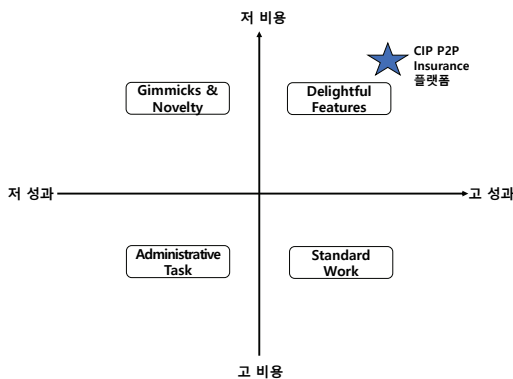 저 비용
CIP P2P
Insurance
플랫폼
Gimmicks &
Novelty
Delightful
Features
저 성과
고 성과
Administrative
Task
Standard
Work
고 비용